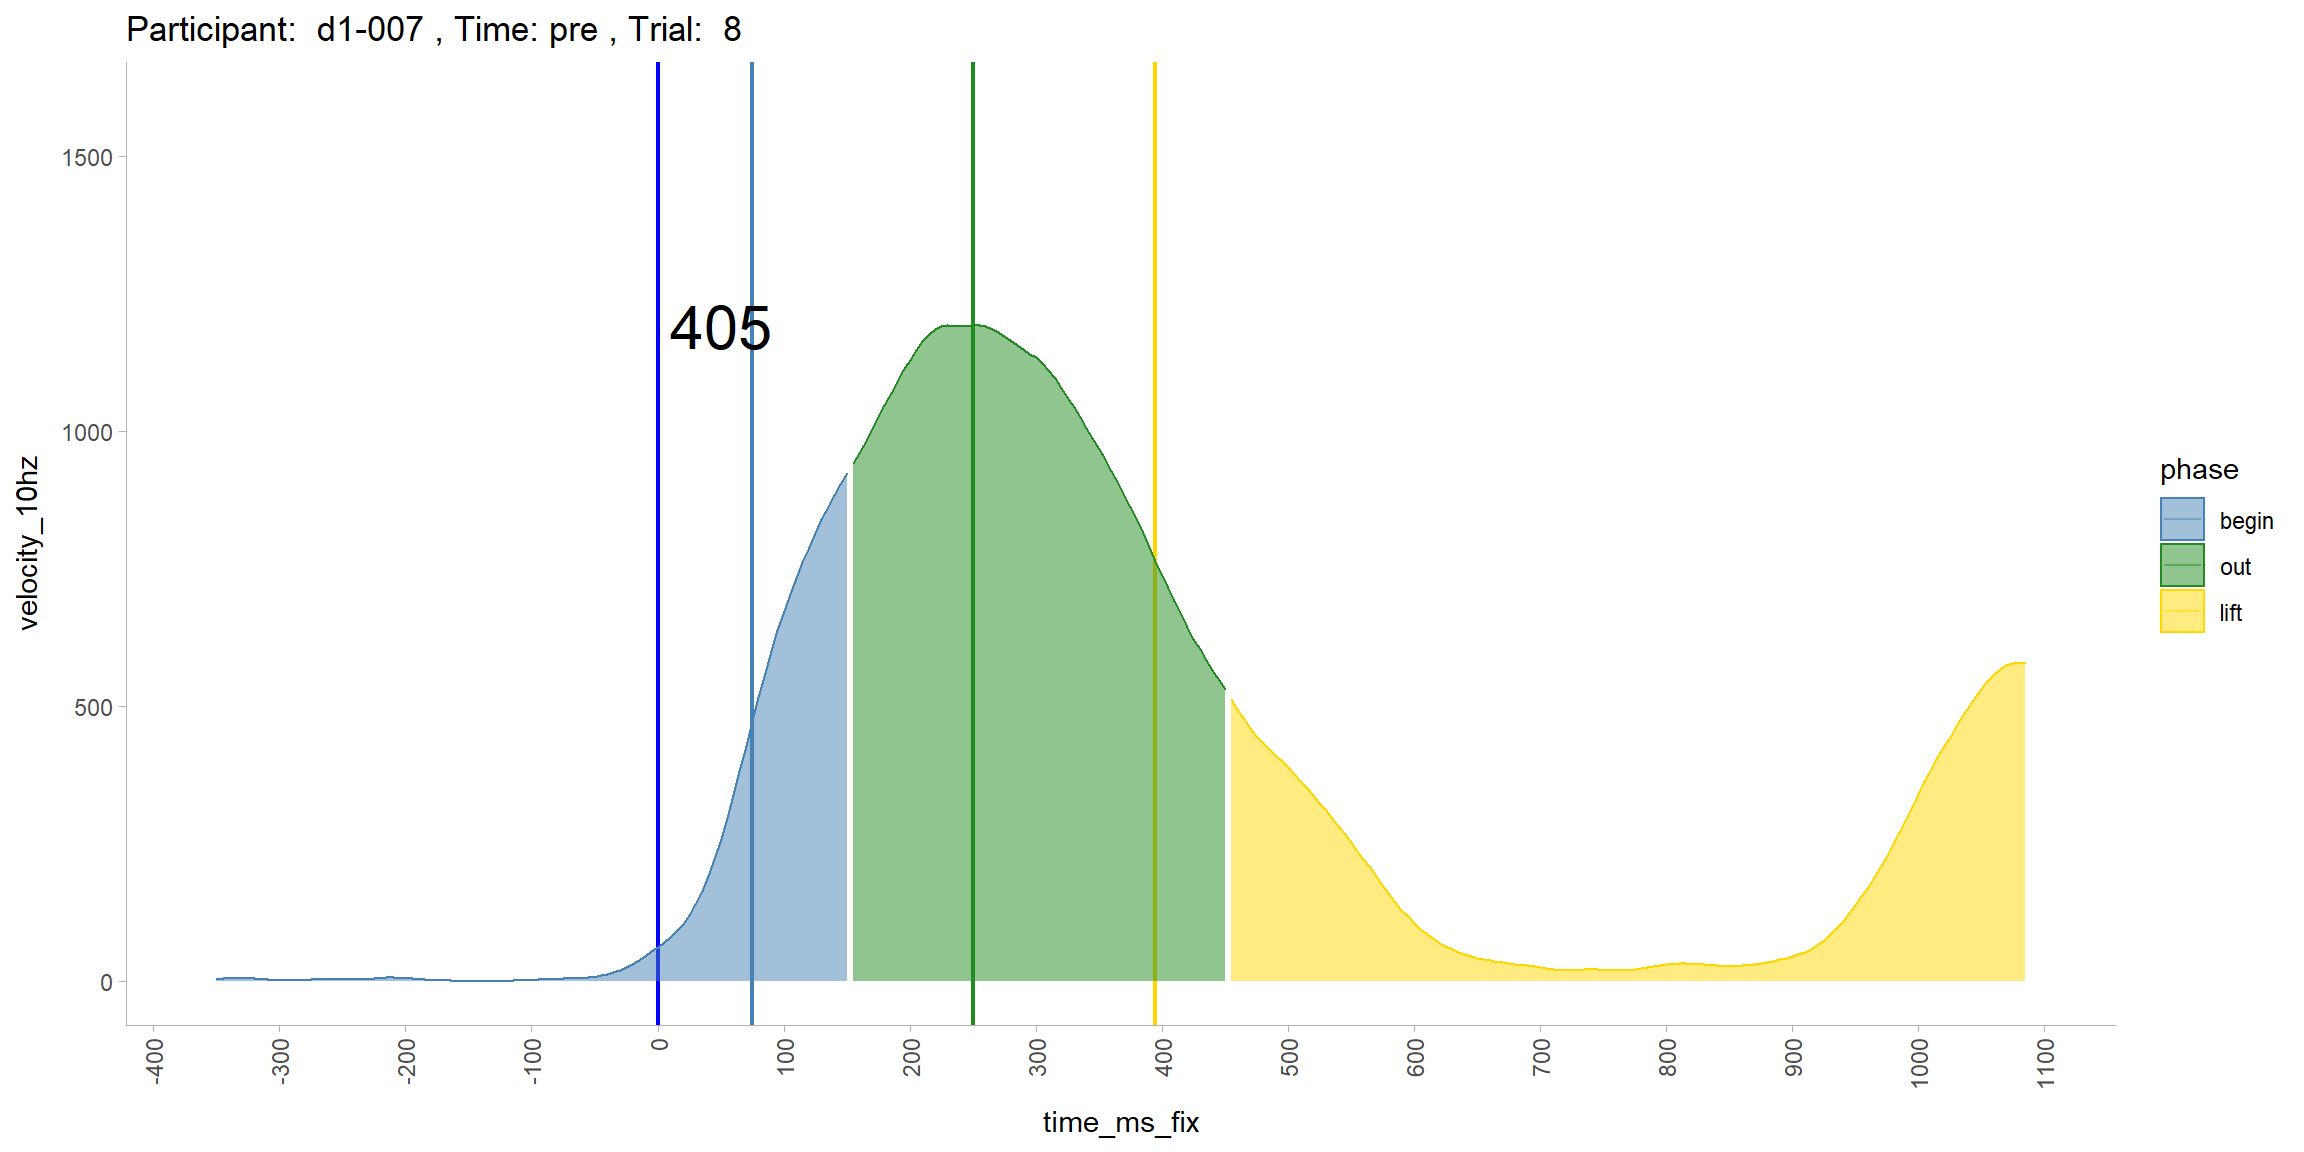 Participant:  d1-007 , Time: pre , Trial:  8
1500
1000
500
0
velocity_10hz
405
-400 -300 -200 -100 0 100 200 300 400 500 600 700 800 900 1000 1100
time_ms_fix
phase
begin
out
lift